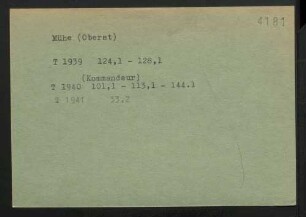 4181
Mühe (Oberst)
T 1939 124,1 - 128,1
(Kommandeur)
T 1940 101,1 - 113,1 - 144.1
T 1941 53.2